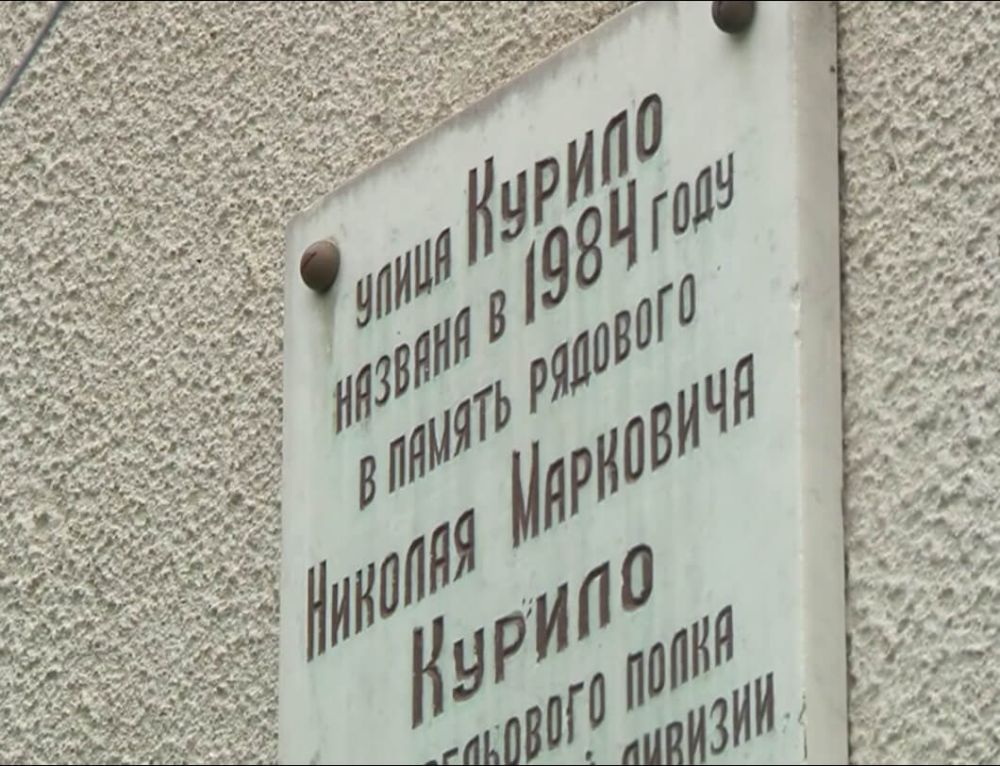 улица Курило
названа в 1984 году
в память рядового
Николая Марковича
Курило
полка
дивизии